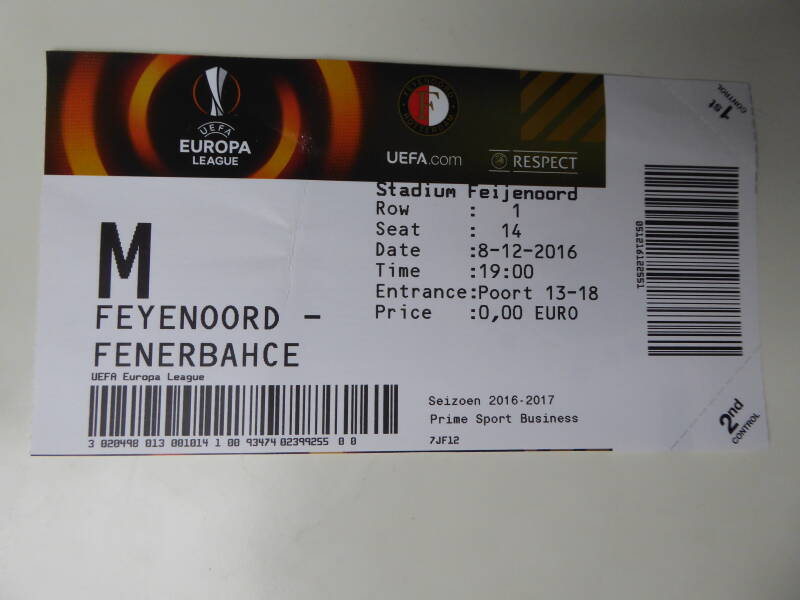 UEFA
EUROPA
LEAGUE
FEYENOORD
ROTTERDAM
UEFA.com
RESPECT
1st
CONTROL
Stadium Feijenoord
Row : 1
Seat : 14
Date :8-12-2016
Time :19:00
Entrance:Poort 13-18
Price :0,00 EURO
M
FEYENOORD -
FENERBAHCE
UEFA Europa League
3 020498 013 001014 1 00 93474 02399255 0 0
Seizoen 2016-2017
Prime Sport Business
7JF12
2nd
CONTROL